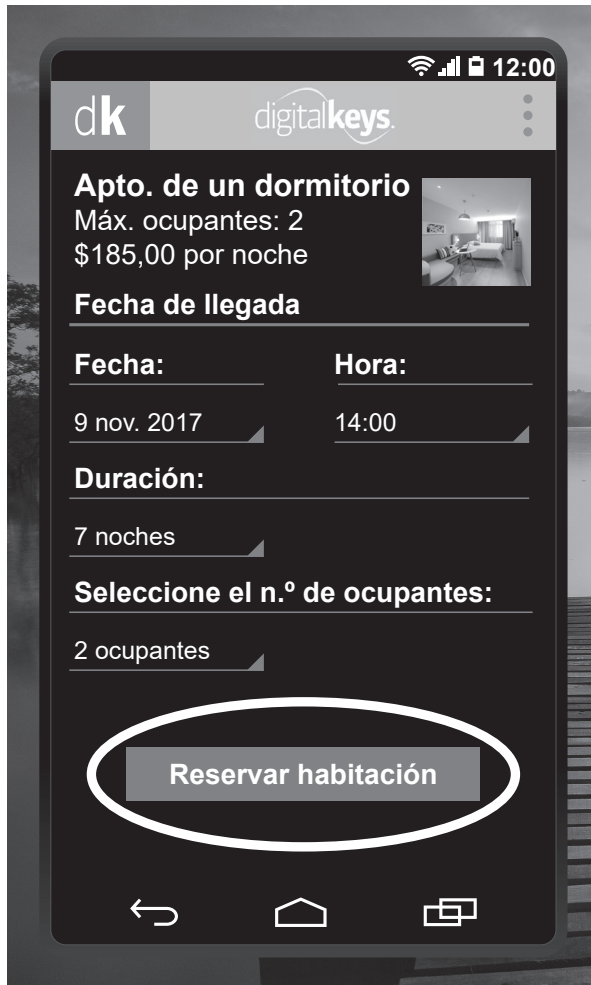 12:00
dk digitalkeys.
Apto. de un dormitorio
Máx. ocupantes: 2
$185,00 por noche
Fecha de llegada
Fecha: Hora:
9 nov. 2017 14:00
Duración:
7 noches
Seleccione el n.º de ocupantes:
2 ocupantes
Reservar habitación